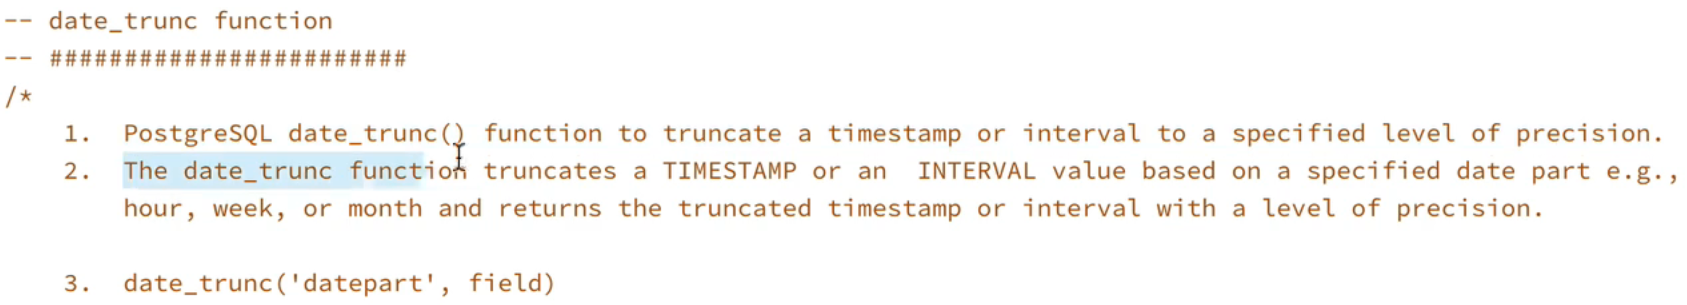 -- date_trunc function
-- ########################
/*
1. PostgreSQL date_trunc() function to truncate a timestamp or interval to a specified level of precision.
2. The date_trunc function truncates a TIMESTAMP or an  INTERVAL value based on a specified date part e.g.,
hour, week, or month and returns the truncated timestamp or interval with a level of precision.
3. date_trunc('datepart', field)